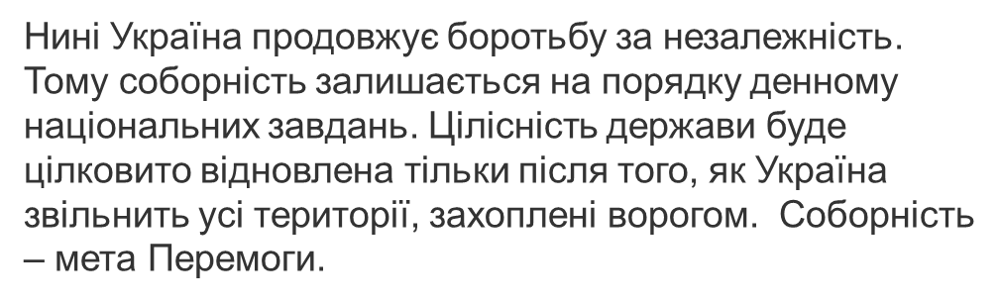 Нині Україна продовжує боротьбу за незалежність.
Тому соборність залишається на порядку денному
національних завдань. Цілісність держави буде
цілковито відновлена тільки після того, як Україна
звільнить усі території, захоплені ворогом.  Соборність
– мета Перемоги.